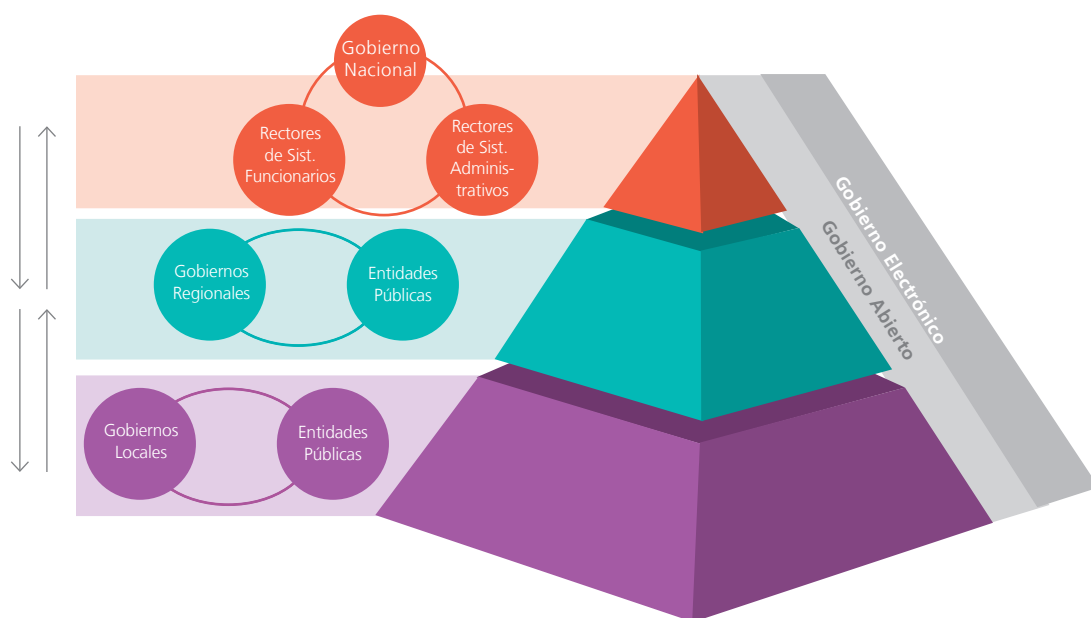 Gobierno
Nacional
Rectores
de Sist.
Funcionarios
Rectores
de Sist.
Adminis-
trativos
Gobiernos
Regionales
Entidades
Públicas
Gobiernos
Locales
Entidades
Públicas
Gobierno Electrónico
Gobierno Abierto